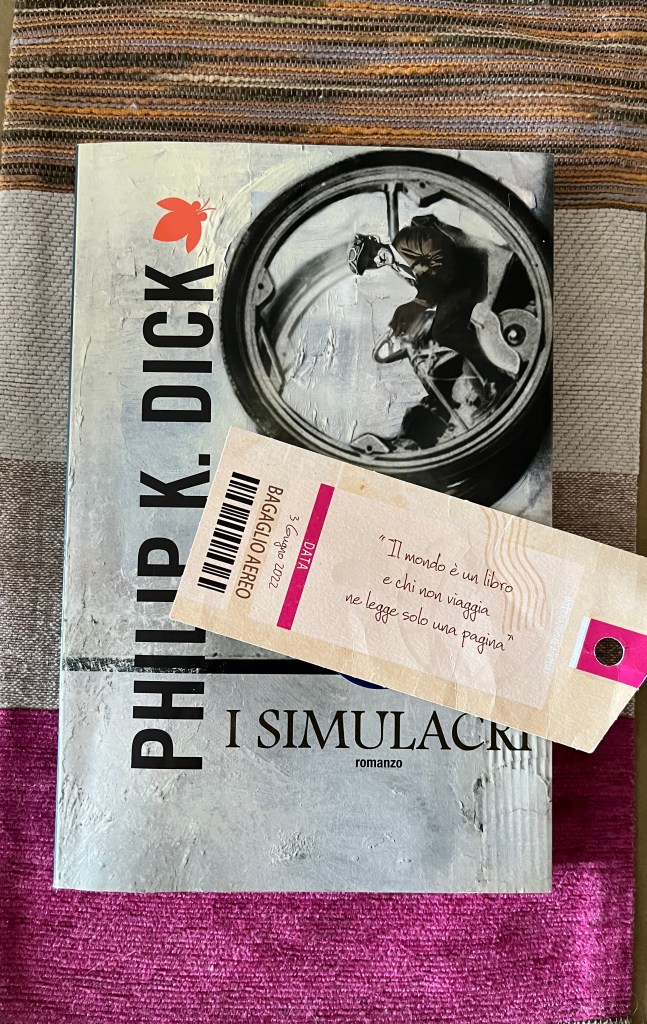 PHILIP K. DICK
BAGAGLIO AEREO
3 Giugno 2022
DATA
" Il mondo è un libro
e chi non viaggia
ne legge solo una pagina"
I SIMULACRI
romanzo